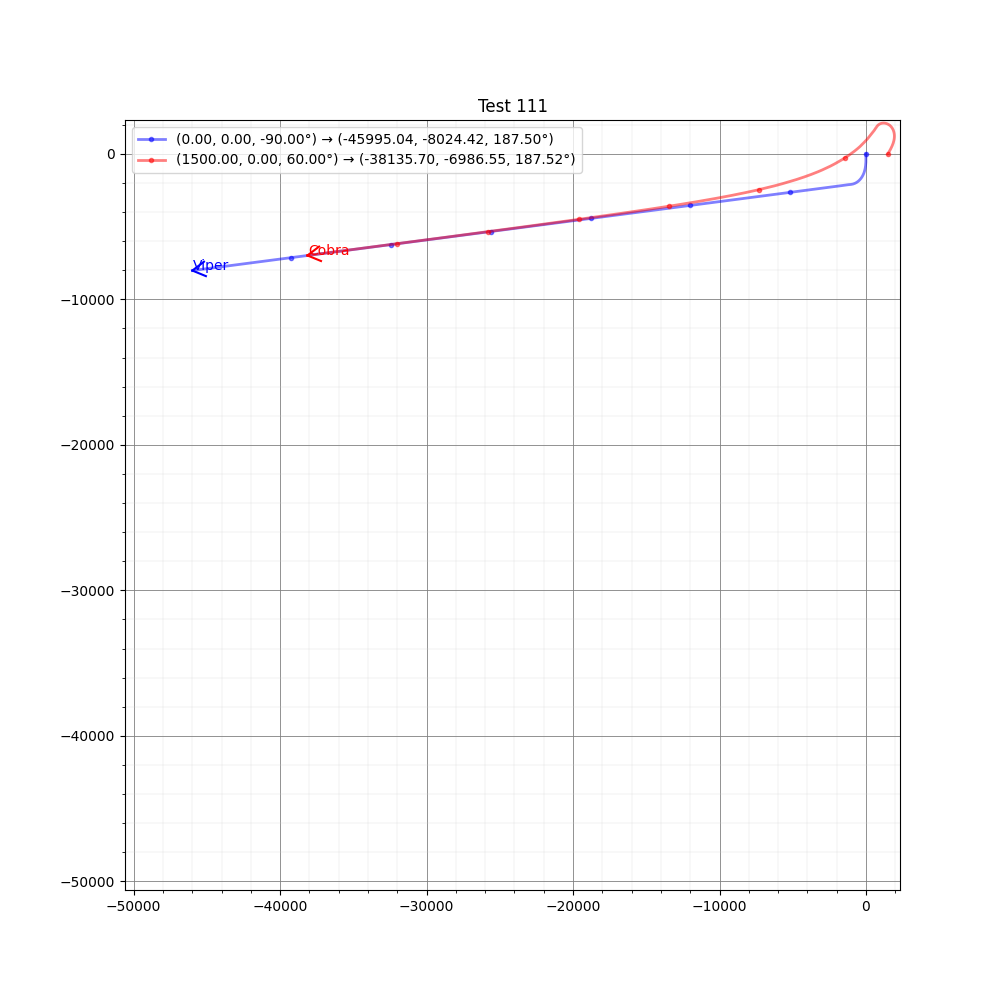 Test 111
(0.00, 0.00, -90.00°) → (-45995.04, -8024.42, 187.50°)
(1500.00, 0.00, 60.00°) → (-38135.70, -6986.55, 187.52°)
0
Cobra
Viper
−10000
−20000
−30000
−40000
−50000
−50000 −40000 −30000 −20000 −10000 0